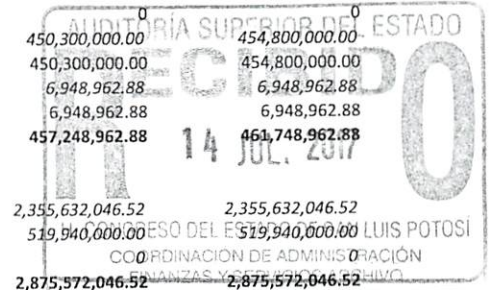 0 0
AUDITORÍA SUPERIOR DEL ESTADO
450,300,000.00 454,800,000.00
450,300,000.00 454,800,000.00
RECIBIDO
6,948,962.88 6,948,962.88
6,948,962.88 6,948,962.88
457,248,962.88 461,748,962.88
14 JUL. 2017
2,355,632,046.52 2,355,632,046.52
519,940,000.00 519,940,000.00
H. CONGRESO DEL ESTADO DE SAN LUIS POTOSÍ
COORDINACIÓN DE ADMINISTRACIÓN
0 0
FINANZAS Y SERVICIOS ARCHIVO
2,875,572,046.52 2,875,572,046.52